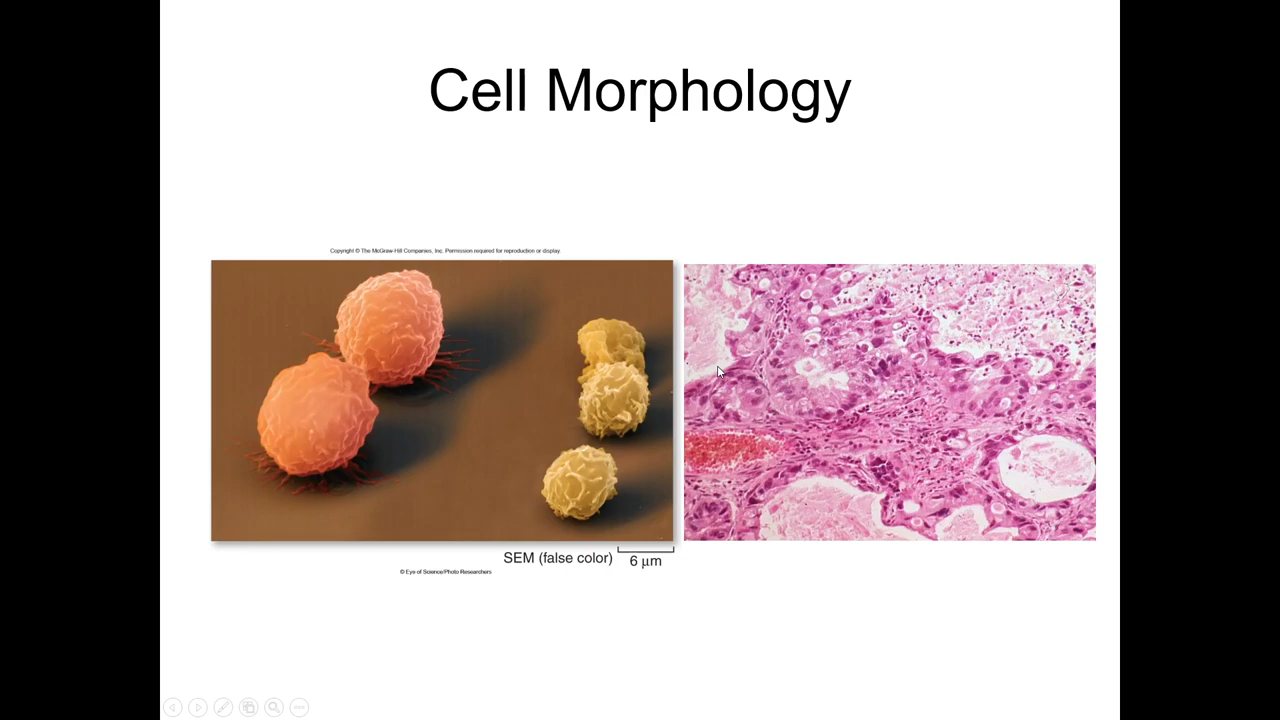 Cell Morphology
Copyright © The McGraw-Hill Companies, Inc. Permission required for reproduction or display.
SEM (false color)
6 μm
© Eye of Science/Photo Researchers